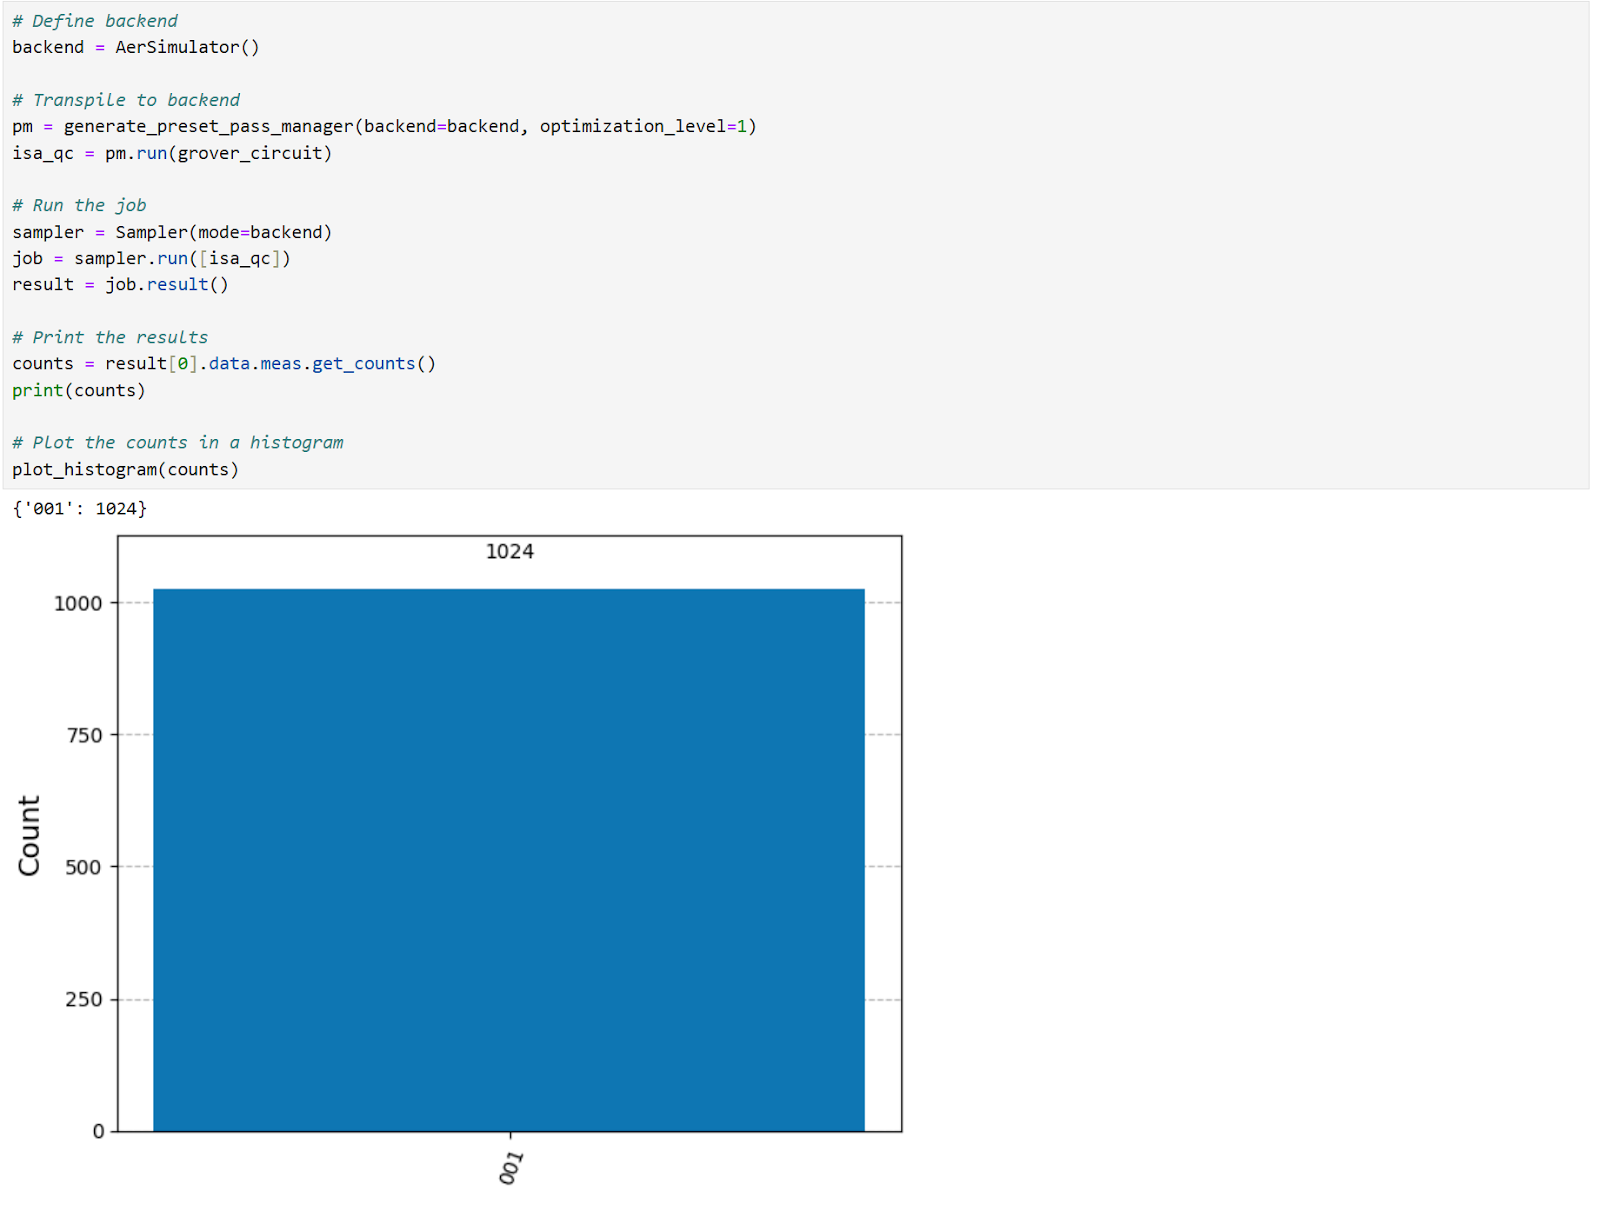 # Define backend
backend = AerSimulator()
# Transpile to backend
pm = generate_preset_pass_manager(backend=backend, optimization_level=1)
isa_qc = pm.run(grover_circuit)
# Run the job
sampler = Sampler(mode=backend)
job = sampler.run([isa_qc])
result = job.result()
# Print the results
counts = result[0].data.meas.get_counts()
print(counts)
# Plot the counts in a histogram
plot_histogram(counts)
{'001': 1024}
1024
1000
750
500
250
0
Count
001